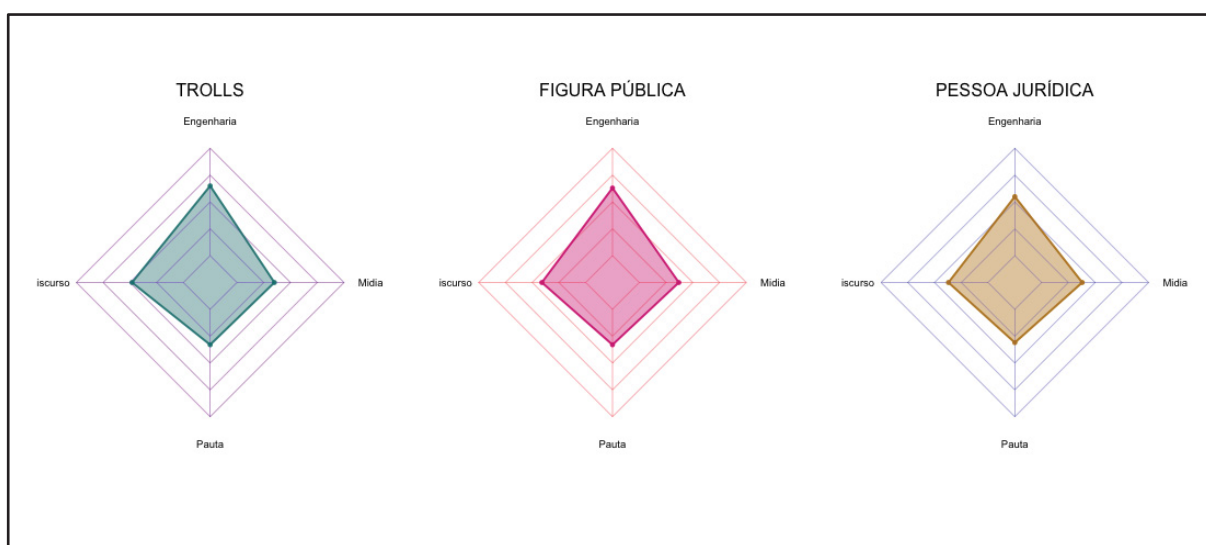 TROLLS
Engenharia
iscurso
Midia
Pauta
FIGURA PÚBLICA
Engenharia
iscurso
Midia
Pauta
PESSOA JURÍDICA
Engenharia
iscurso
Midia
Pauta